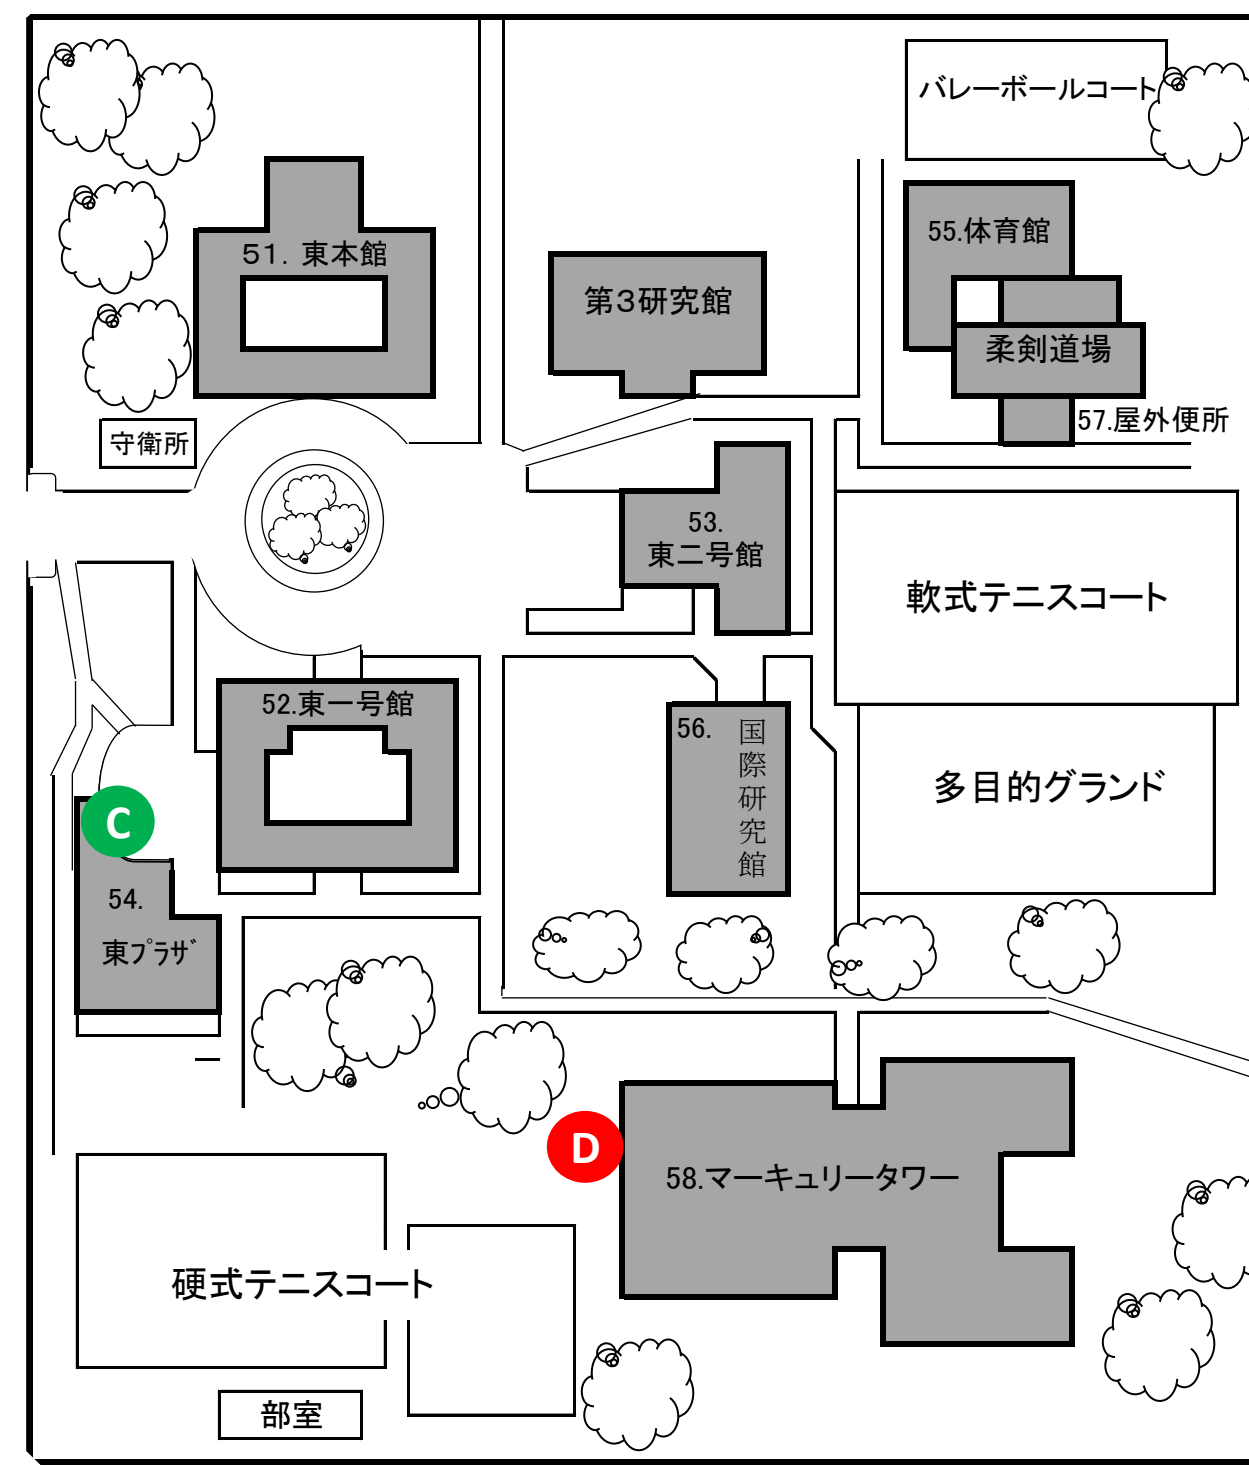 バレーボールコート
55.体育館
51. 東本館
第3研究館
柔剣道場
57.屋外便所
守衛所
53.
東二号館
軟式テニスコート
52.東一号館
56.
国際研究館
多目的グランド
C
54.
東プラザ
D
58.マーキュリータワー
硬式テニスコート
部室